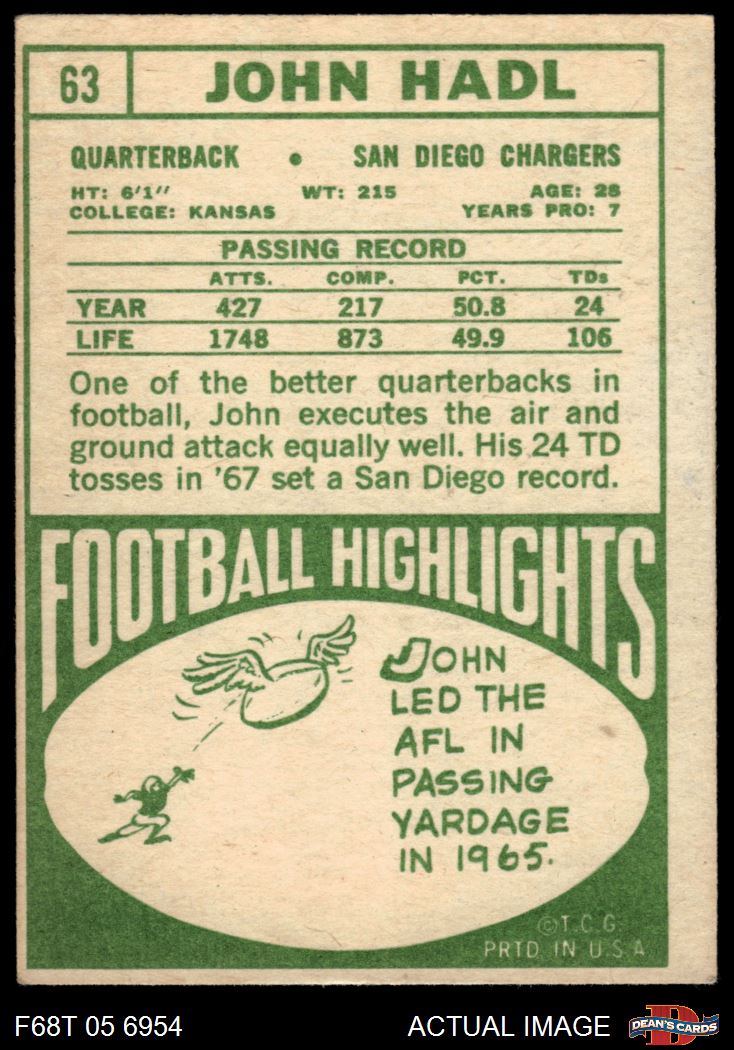 63 JOHN HADL
QUARTERBACK • SAN DIEGO CHARGERS
HT: 6'1" WT: 215 AGE: 28
COLLEGE: KANSAS YEARS PRO: 7
PASSING RECORD
ATTS. COMP. PCT. TDs
YEAR 427 217 50.8 24
LIFE 1748 873 49.9 106
One of the better quarterbacks in
football, John executes the air and
ground attack equally well. His 24 TD
tosses in '67 set a San Diego record.
FOOTBALL HIGHLIGHTS
JOHN
LED THE
AFL IN
PASSING
YARDAGE
IN 1965.
©T.C.G.
PRTD IN U.S.A
F68T 05 6954 ACTUAL IMAGE D DEAN'S CARDS